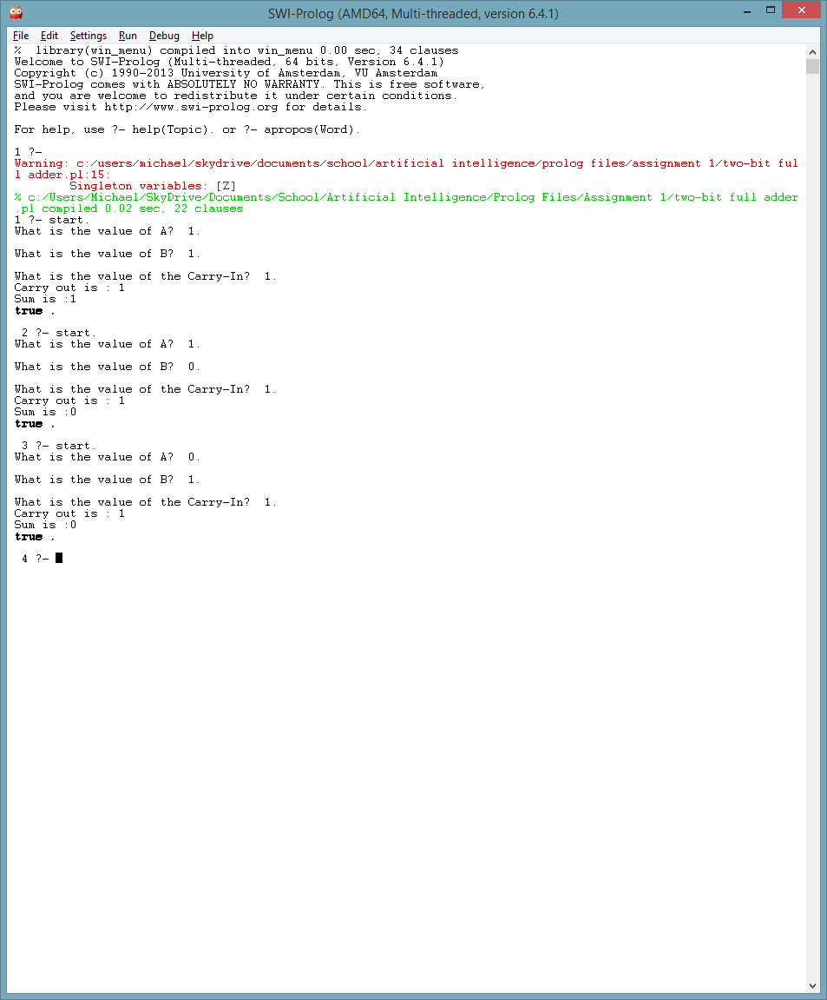 SWI-Prolog (AMD64, Multi-threaded, version 6.4.1)
File Edit Settings Run Debug Help
% library(win_menu) compiled into win_menu 0.00 sec, 34 clauses
Welcome to SWI-Prolog (Multi-threaded, 64 bits, Version 6.4.1)
Copyright (c) 1990-2013 University of Amsterdam, VU Amsterdam
SWI-Prolog comes with ABSOLUTELY NO WARRANTY. This is free software,
and you are welcome to redistribute it under certain conditions.
Please visit http://www.swi-prolog.org for details.
For help, use ?- help(Topic). or ?- apropos(Word).
1 ?-
Warning: c:/users/michael/skydrive/documents/school/artificial intelligence/prolog files/assignment 1/two-bit ful
l adder.pl:15:
Singleton variables: [Z]
% c:/Users/Michael/SkyDrive/Documents/School/Artificial Intelligence/Prolog Files/Assignment 1/two-bit full adder
.pl compiled 0.02 sec, 22 clauses
1 ?- start.
What is the value of A? 1.
What is the value of B? 1.
What is the value of the Carry-In? 1.
Carry out is : 1
Sum is :1
true .
2 ?- start.
What is the value of A? 1.
What is the value of B? 0.
What is the value of the Carry-In? 1.
Carry out is : 1
Sum is :0
true .
3 ?- start.
What is the value of A? 0.
What is the value of B? 1.
What is the value of the Carry-In? 1.
Carry out is : 1
Sum is :0
true .
4 ?-